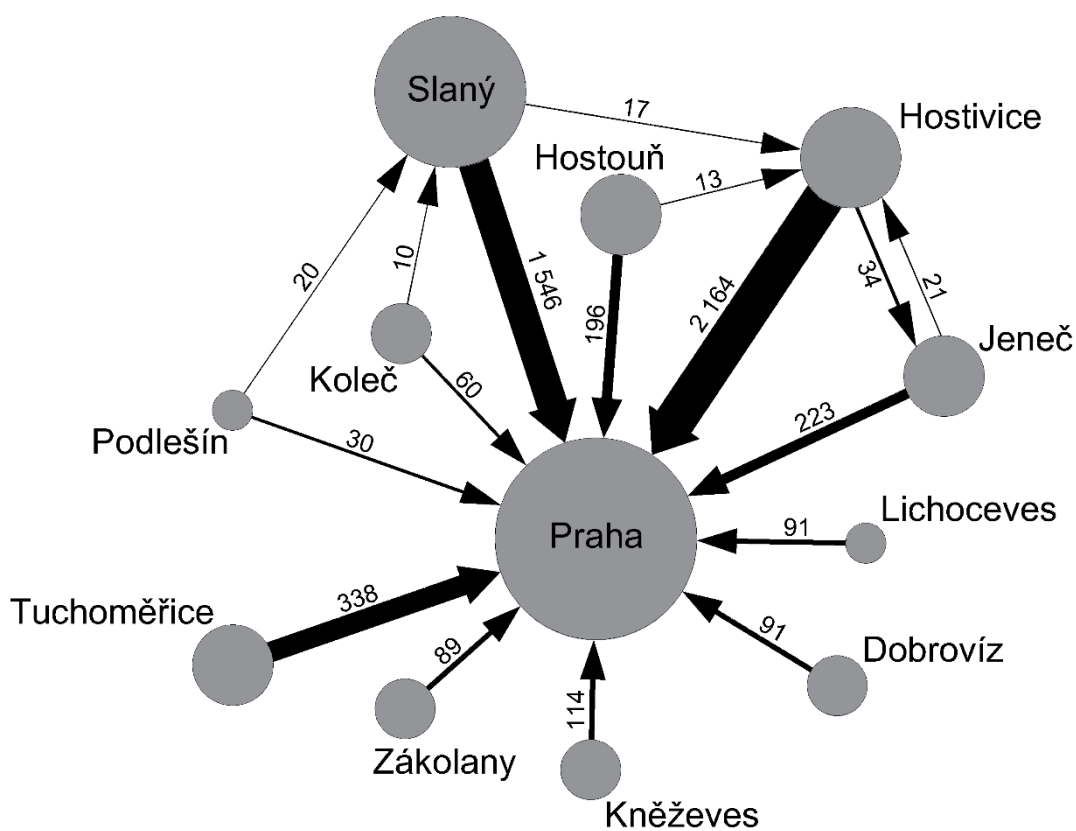 Slaný
17
Hostivice
Hostouň
13
20
10
1 546
196
2 164
34
21
Jeneč
Koleč
60
Podlešín
30
223
Lichoceves
91
Praha
Tuchoměřice
338
89
114
91
Dobrovíz
Zákolany
Kněževes